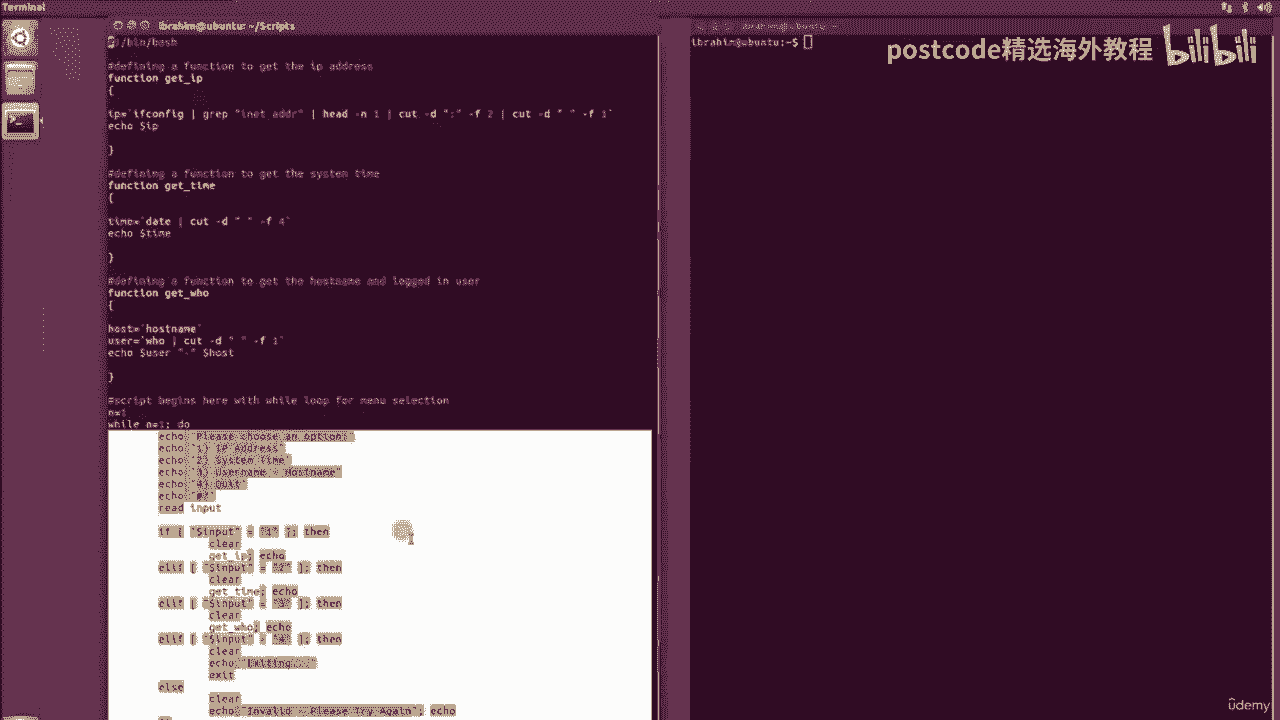 Terminal
ibrahim@ubuntu: ~/Scripts
#!/bin/bash
#defining a function to get the ip address
function get_ip
{
ip=`ifconfig | grep "inet addr" | head -n 1 | cut -d ":" -f 2 | cut -d " " -f 1`
echo $ip
}
#defining a function to get the system time
function get_time
{
time=`date | cut -d " " -f 4`
echo $time
}
#defining a function to get the hostname and logged in user
function get_who
{
host=`hostname`
user=`who | cut -d " " -f 1`
echo $user "-" $host
}
#script begins here with while loop for menu selection
n=1
while n=1; do
echo "Please choose an option:"
echo "1) IP address"
echo "2) System Time"
echo "3) Username - Hostname"
echo "4) Quit"
echo "#?"
read input
if [ "$input" = "1" ]; then
clear
get_ip; echo
elif [ "$input" = "2" ]; then
clear
get_time; echo
elif [ "$input" = "3" ]; then
clear
get_who; echo
elif [ "$input" = "4" ]; then
clear
echo "Exiting..."
exit
else
clear
echo "Invalid - Please Try Again"; echo
ibrahim@ubuntu:~$
postcode精选海外教程
bilibili
ûdemy